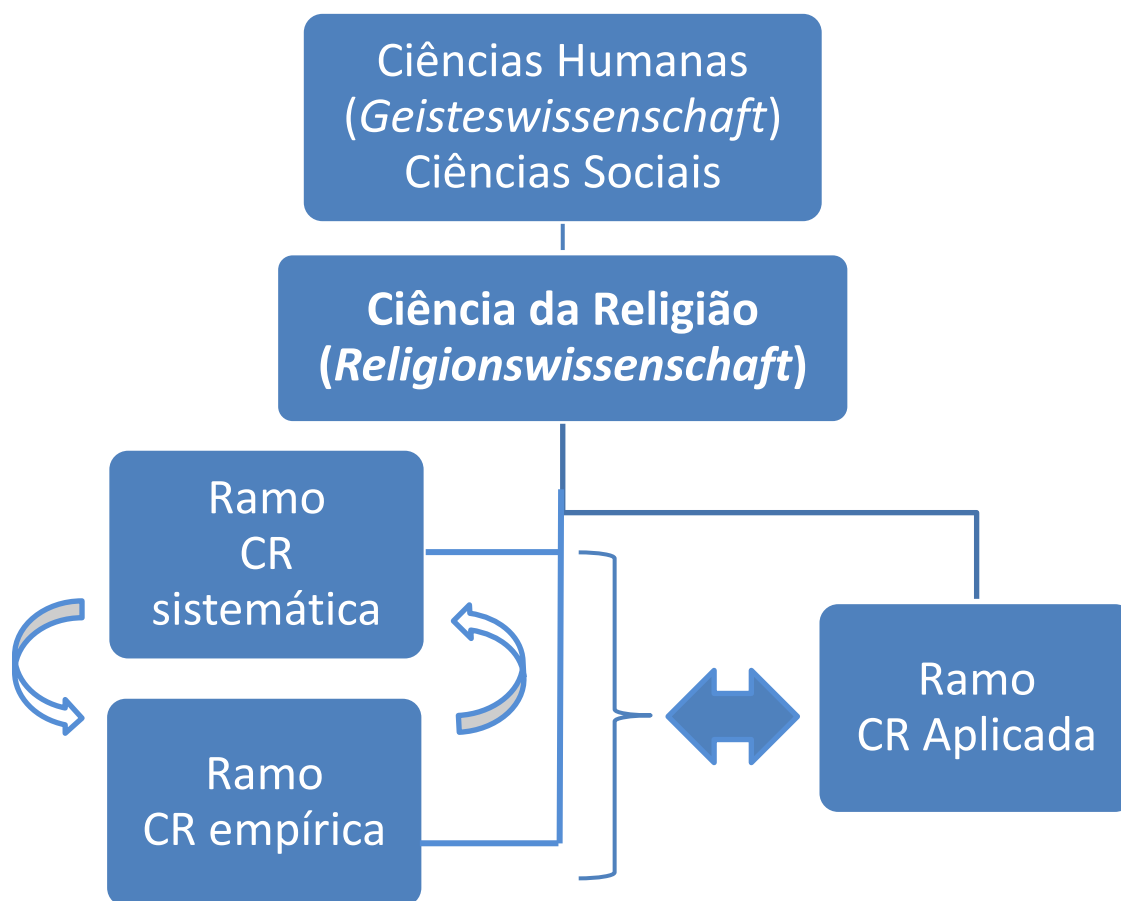 Ciências Humanas
(Geisteswissenschaft)
Ciências Sociais
Ciência da Religião
(Religionswissenschaft)
Ramo
CR
sistemática
Ramo
CR empírica
Ramo
CR Aplicada